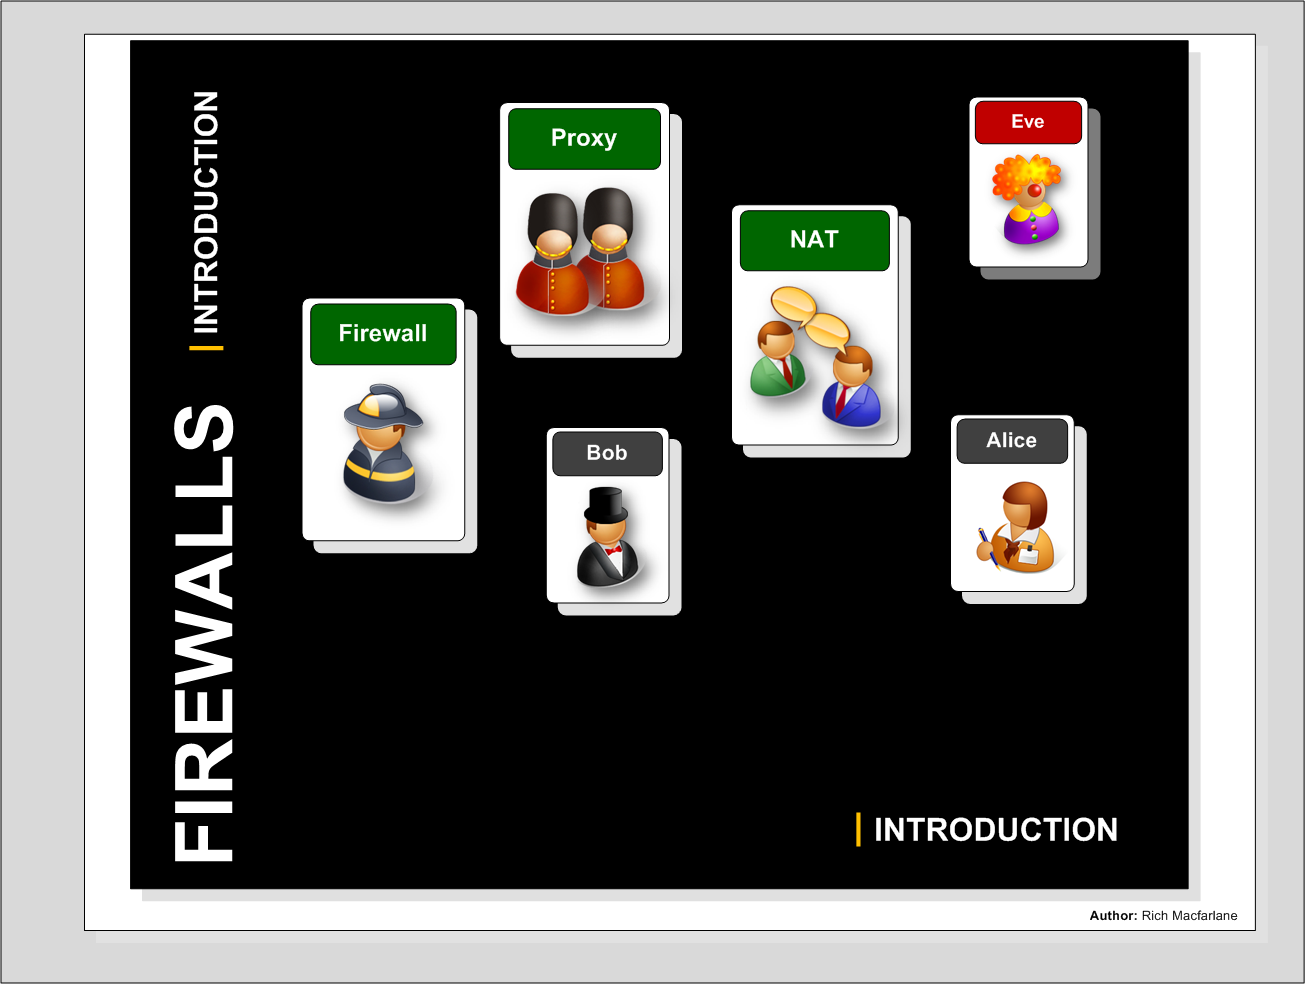 FIREWALLS
INTRODUCTION
Proxy
Eve
NAT
Firewall
Bob
Alice
INTRODUCTION
Author: Rich Macfarlane